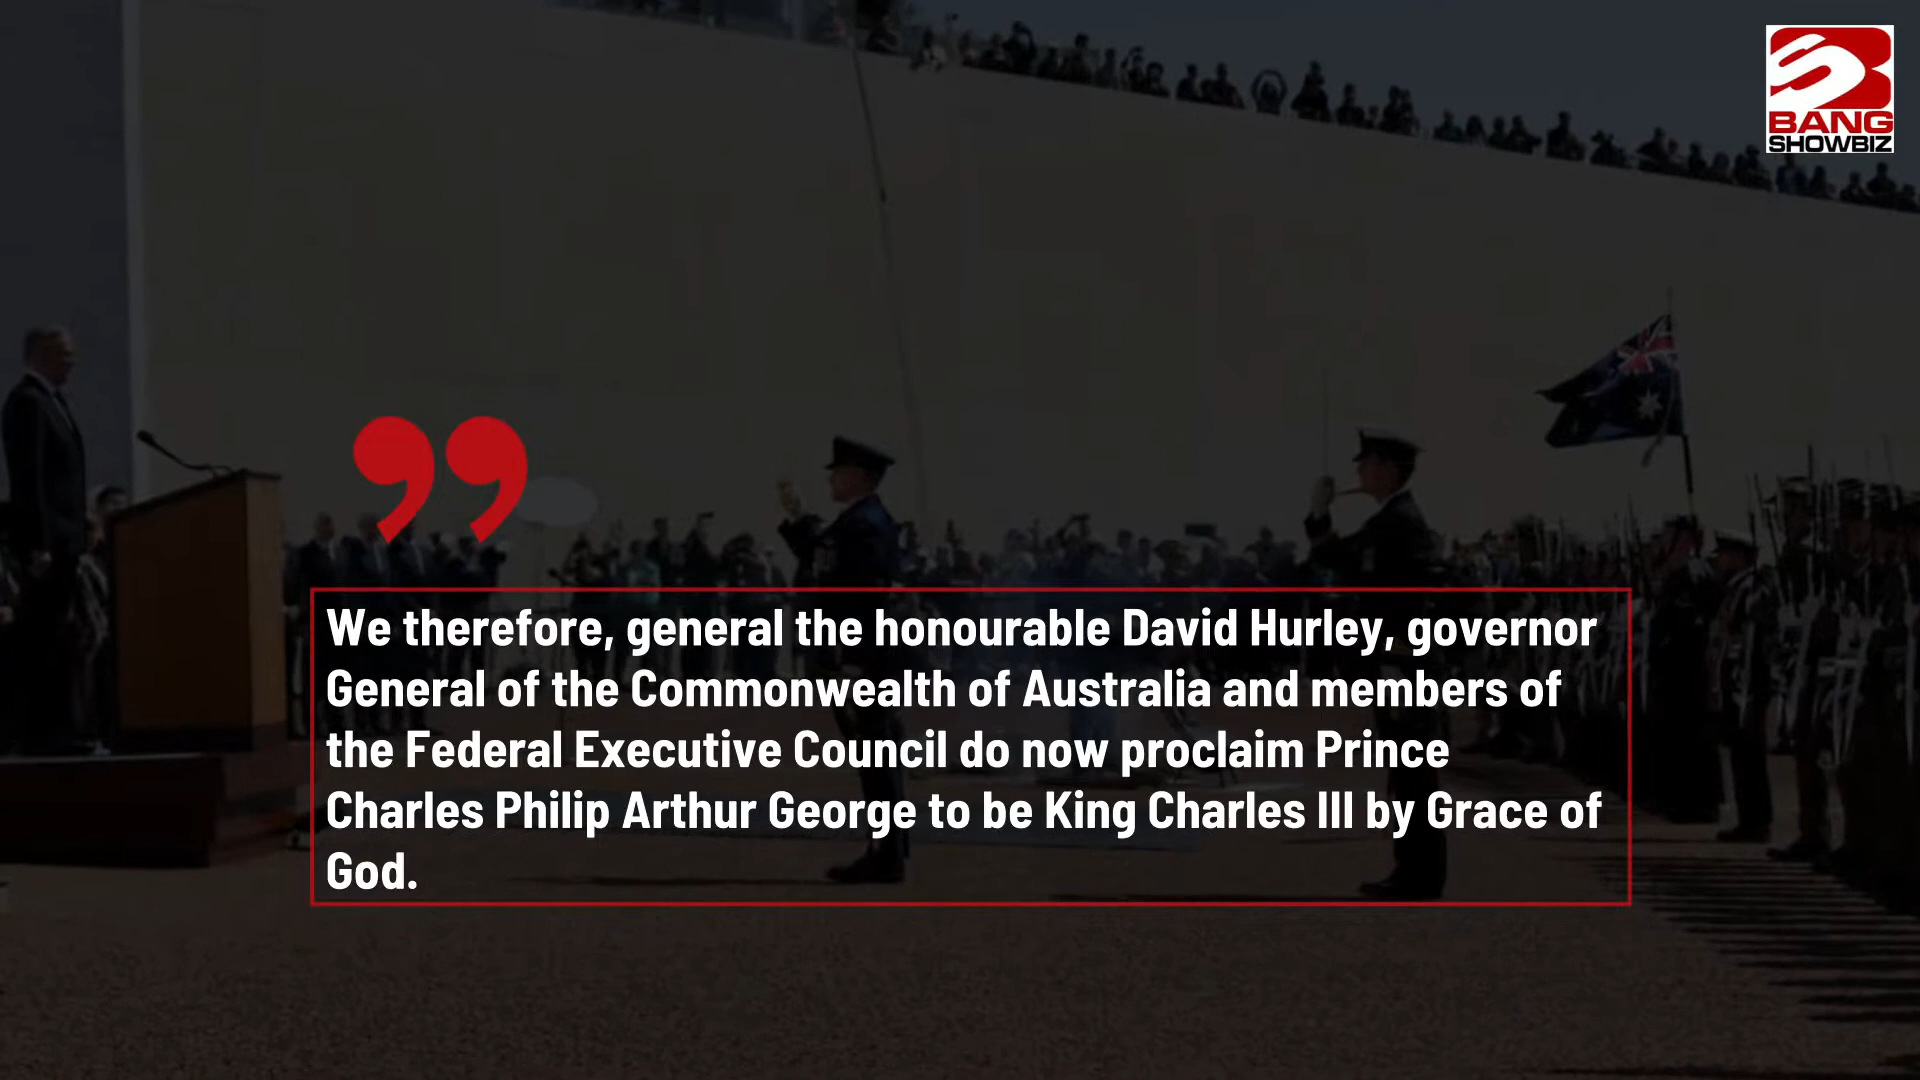 BANG
SHOWBIZ
We therefore, general the honourable David Hurley, governor
General of the Commonwealth of Australia and members of
the Federal Executive Council do now proclaim Prince
Charles Philip Arthur George to be King Charles III by Grace of
God.